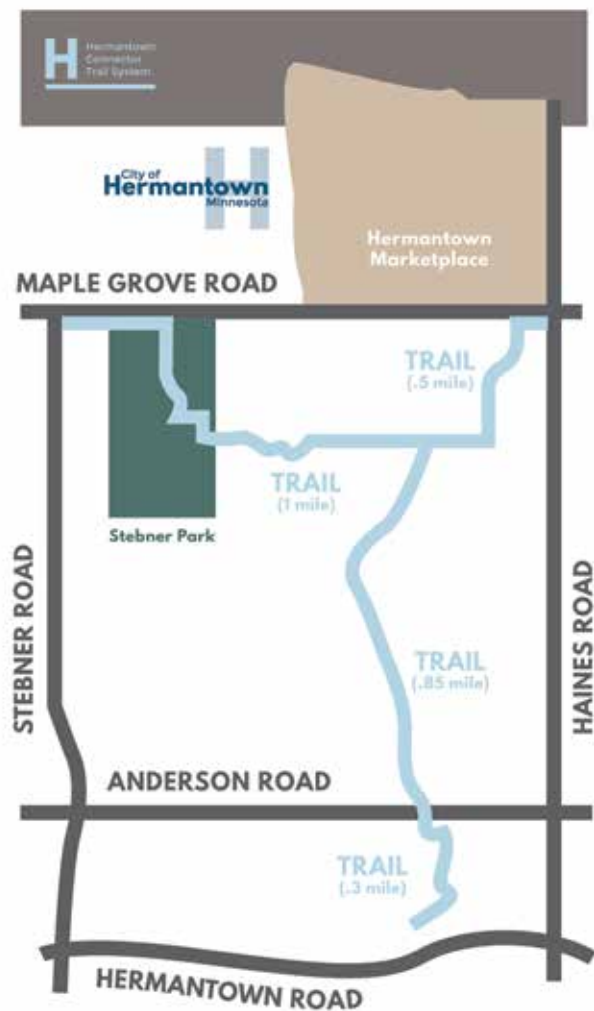 H
Hermantown
Connector
Trail System
City of
Hermantown
Minnesota
H
Hermantown
Marketplace
MAPLE GROVE ROAD
TRAIL
(.5 mile)
TRAIL
(1 mile)
Stebner Park
STEBNER ROAD
HAINES ROAD
TRAIL
(.85 mile)
ANDERSON ROAD
TRAIL
(.3 mile)
HERMANTOWN ROAD